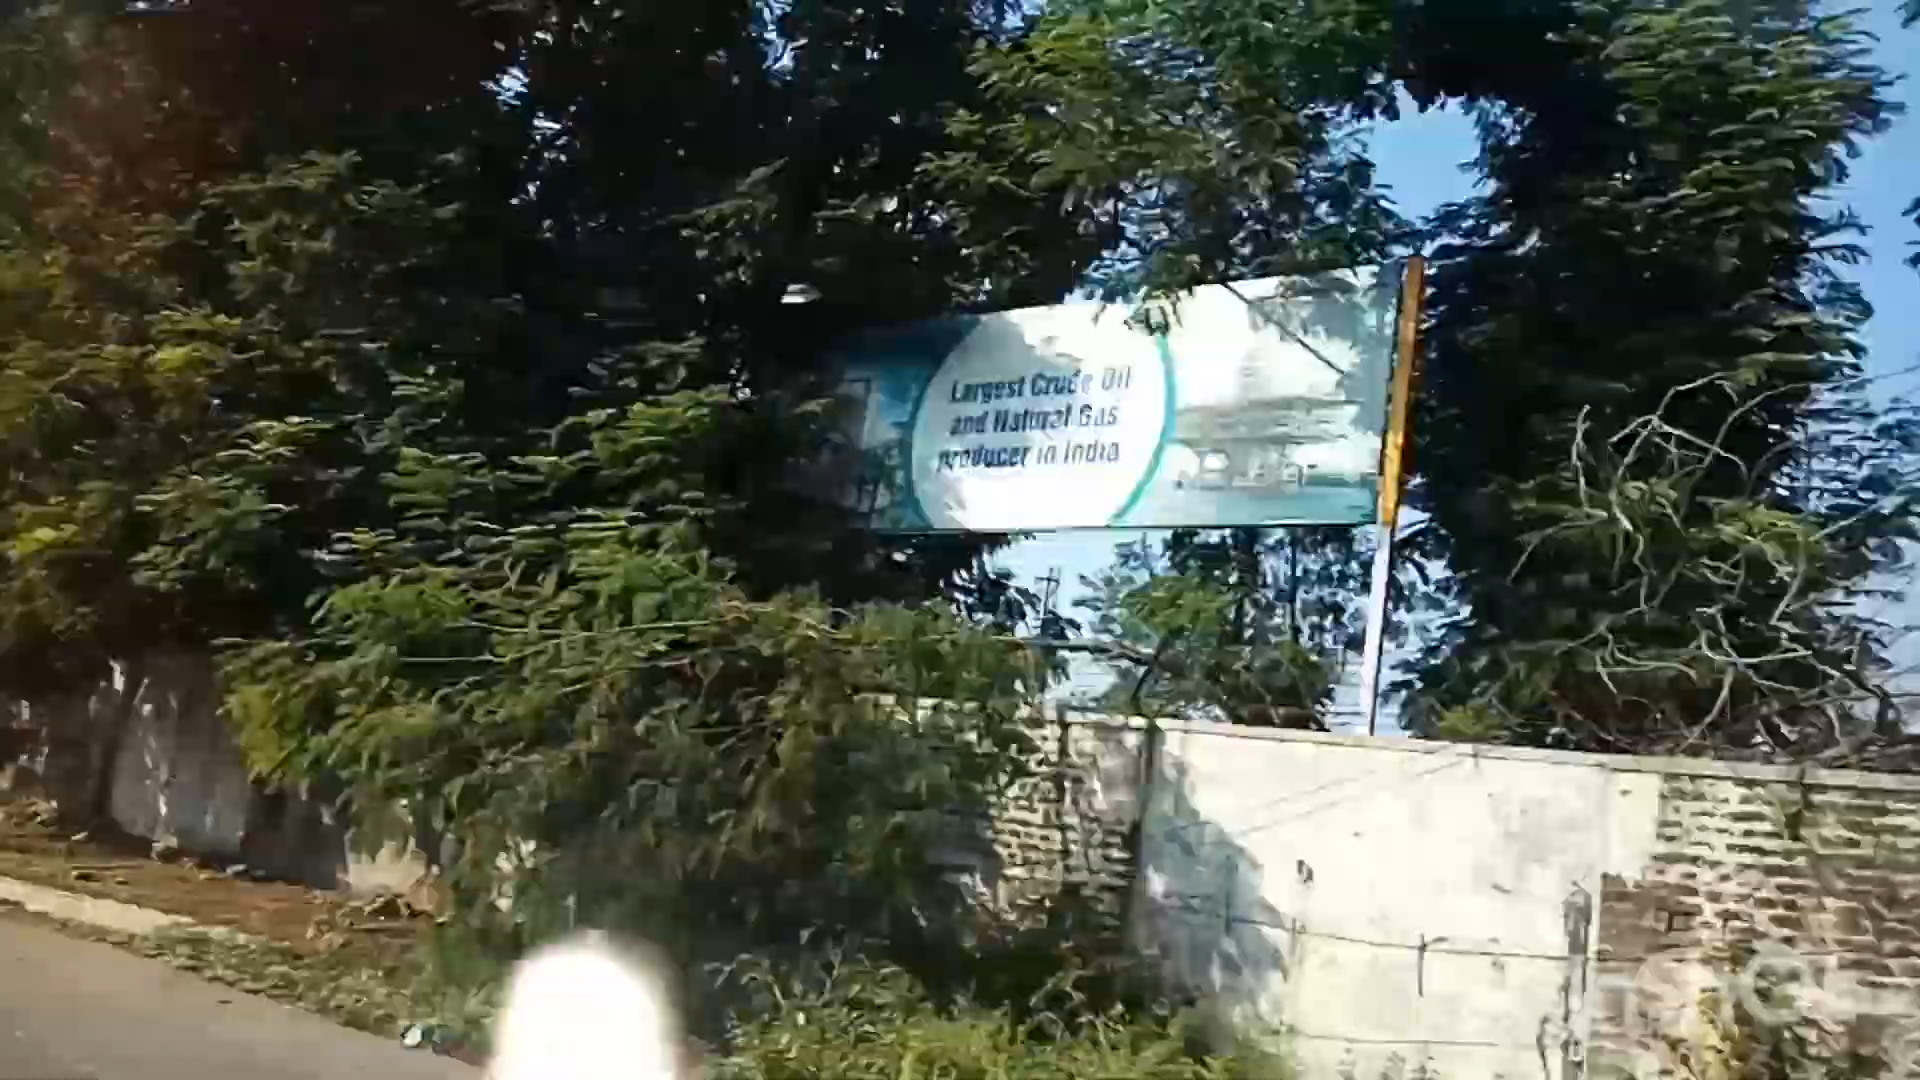 Largest Crude Oil
and Natural Gas
producer in India